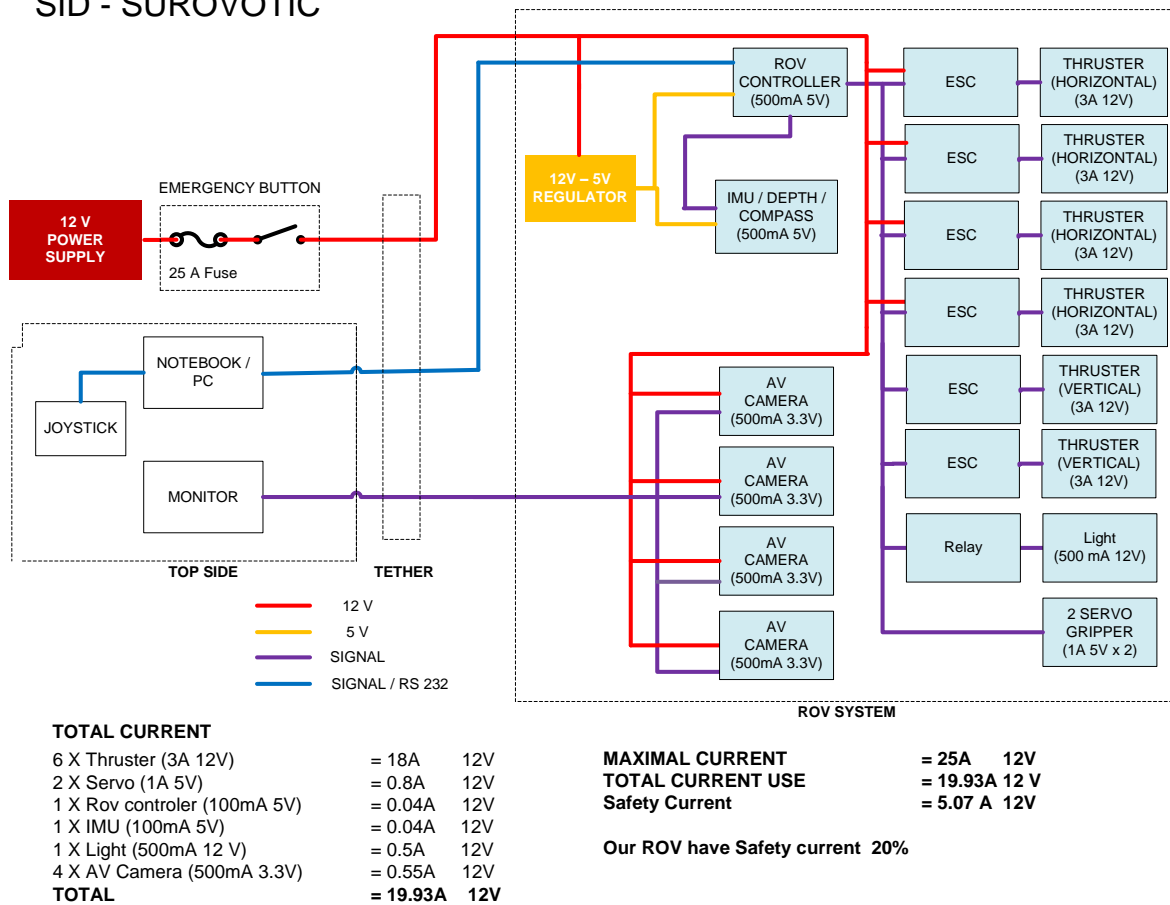 SID - SUROVOTIC
12 V
POWER
SUPPLY
EMERGENCY BUTTON
25 A Fuse
NOTEBOOK /
PC
JOYSTICK
MONITOR
TOP SIDE
TETHER
12 V
5 V
SIGNAL
SIGNAL / RS 232
ROV
CONTROLLER
(500mA 5V)
12V – 5V
REGULATOR
IMU / DEPTH /
COMPASS
(500mA 5V)
AV
CAMERA
(500mA 3.3V)
AV
CAMERA
(500mA 3.3V)
AV
CAMERA
(500mA 3.3V)
AV
CAMERA
(500mA 3.3V)
ESC
THRUSTER
(HORIZONTAL)
(3A 12V)
ESC
THRUSTER
(HORIZONTAL)
(3A 12V)
ESC
THRUSTER
(HORIZONTAL)
(3A 12V)
ESC
THRUSTER
(HORIZONTAL)
(3A 12V)
ESC
THRUSTER
(VERTICAL)
(3A 12V)
ESC
THRUSTER
(VERTICAL)
(3A 12V)
Relay
Light
(500 mA 12V)
2 SERVO
GRIPPER
(1A 5V x 2)
ROV SYSTEM
TOTAL CURRENT
6 X Thruster (3A 12V) = 18A 12V
2 X Servo (1A 5V) = 0.8A 12V
1 X Rov controler (100mA 5V) = 0.04A 12V
1 X IMU (100mA 5V) = 0.04A 12V
1 X Light (500mA 12 V) = 0.5A 12V
4 X AV Camera (500mA 3.3V) = 0.55A 12V
TOTAL = 19.93A 12V
MAXIMAL CURRENT = 25A 12V
TOTAL CURRENT USE = 19.93A 12 V
Safety Current = 5.07 A 12V
Our ROV have Safety current 20%